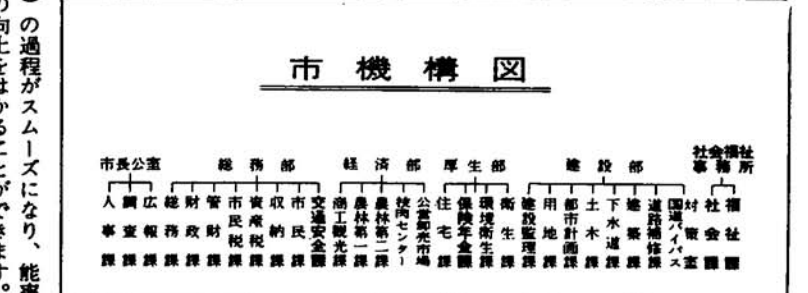 の過程がスムーズになり、能率
の向上をはかることができます。
市機構図
市長公室
人事課
調査課
広報課
総務部
総務課
財政課
管財課
市民税課
資産税課
収納課
市民課
交通安全課
経済部
商工観光課
農林第一課
農林第二課
枝肉センター
公営卸売市場
厚生部
住宅課
保険年金課
環境衛生課
衛生課
建設部
建設監理課
用地課
都市計画課
土木課
下水道課
建築課
道路補修課
国道バイパス
対策室
社会福祉
事務所
社会課
福祉課